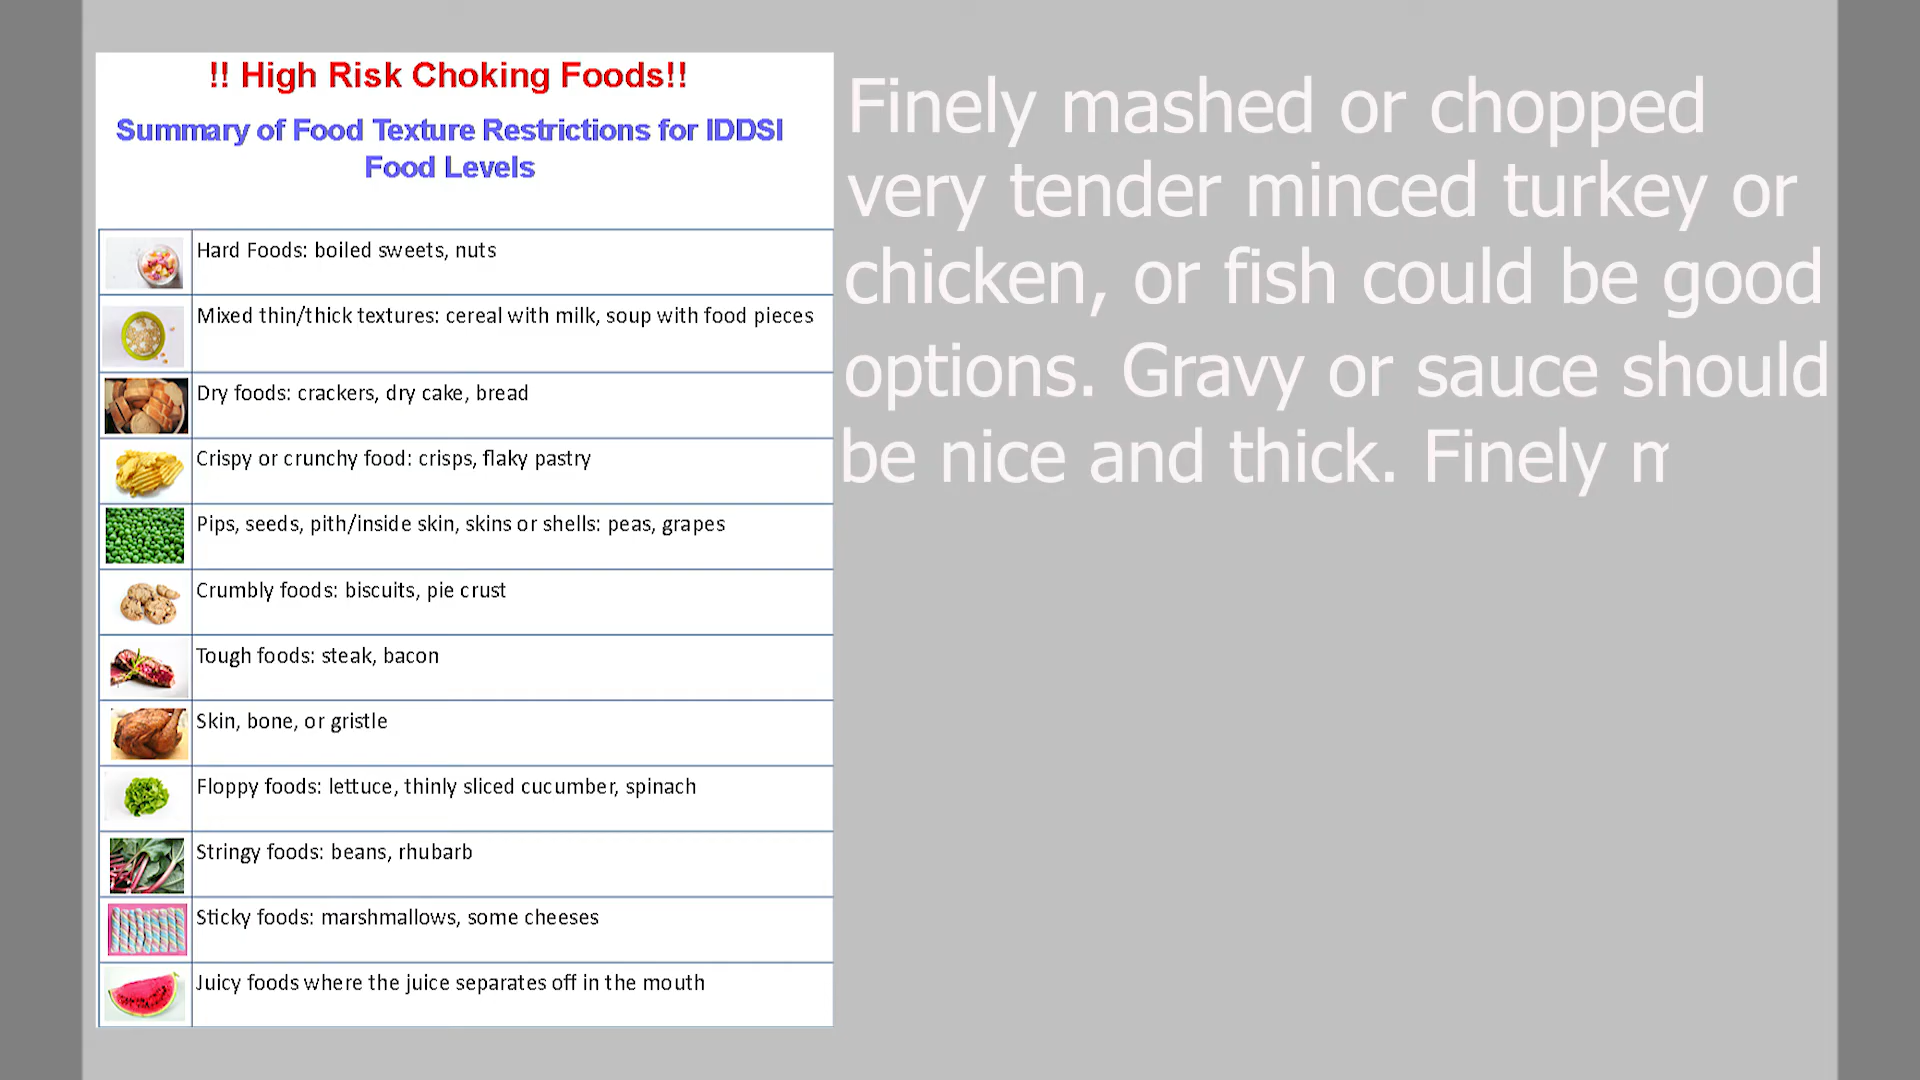 !! High Risk Choking Foods!!
Summary of Food Texture Restrictions for IDDSI
Food Levels
Hard Foods: boiled sweets, nuts
Mixed thin/thick textures: cereal with milk, soup with food pieces
Dry foods: crackers, dry cake, bread
Crispy or crunchy food: crisps, flaky pastry
Pips, seeds, pith/inside skin, skins or shells: peas, grapes
Crumbly foods: biscuits, pie crust
Tough foods: steak, bacon
Skin, bone, or gristle
Floppy foods: lettuce, thinly sliced cucumber, spinach
Stringy foods: beans, rhubarb
Sticky foods: marshmallows, some cheeses
Juicy foods where the juice separates off in the mouth
Finely mashed or chopped
very tender minced turkey or
chicken, or fish could be good
options. Gravy or sauce should
be nice and thick. Finely